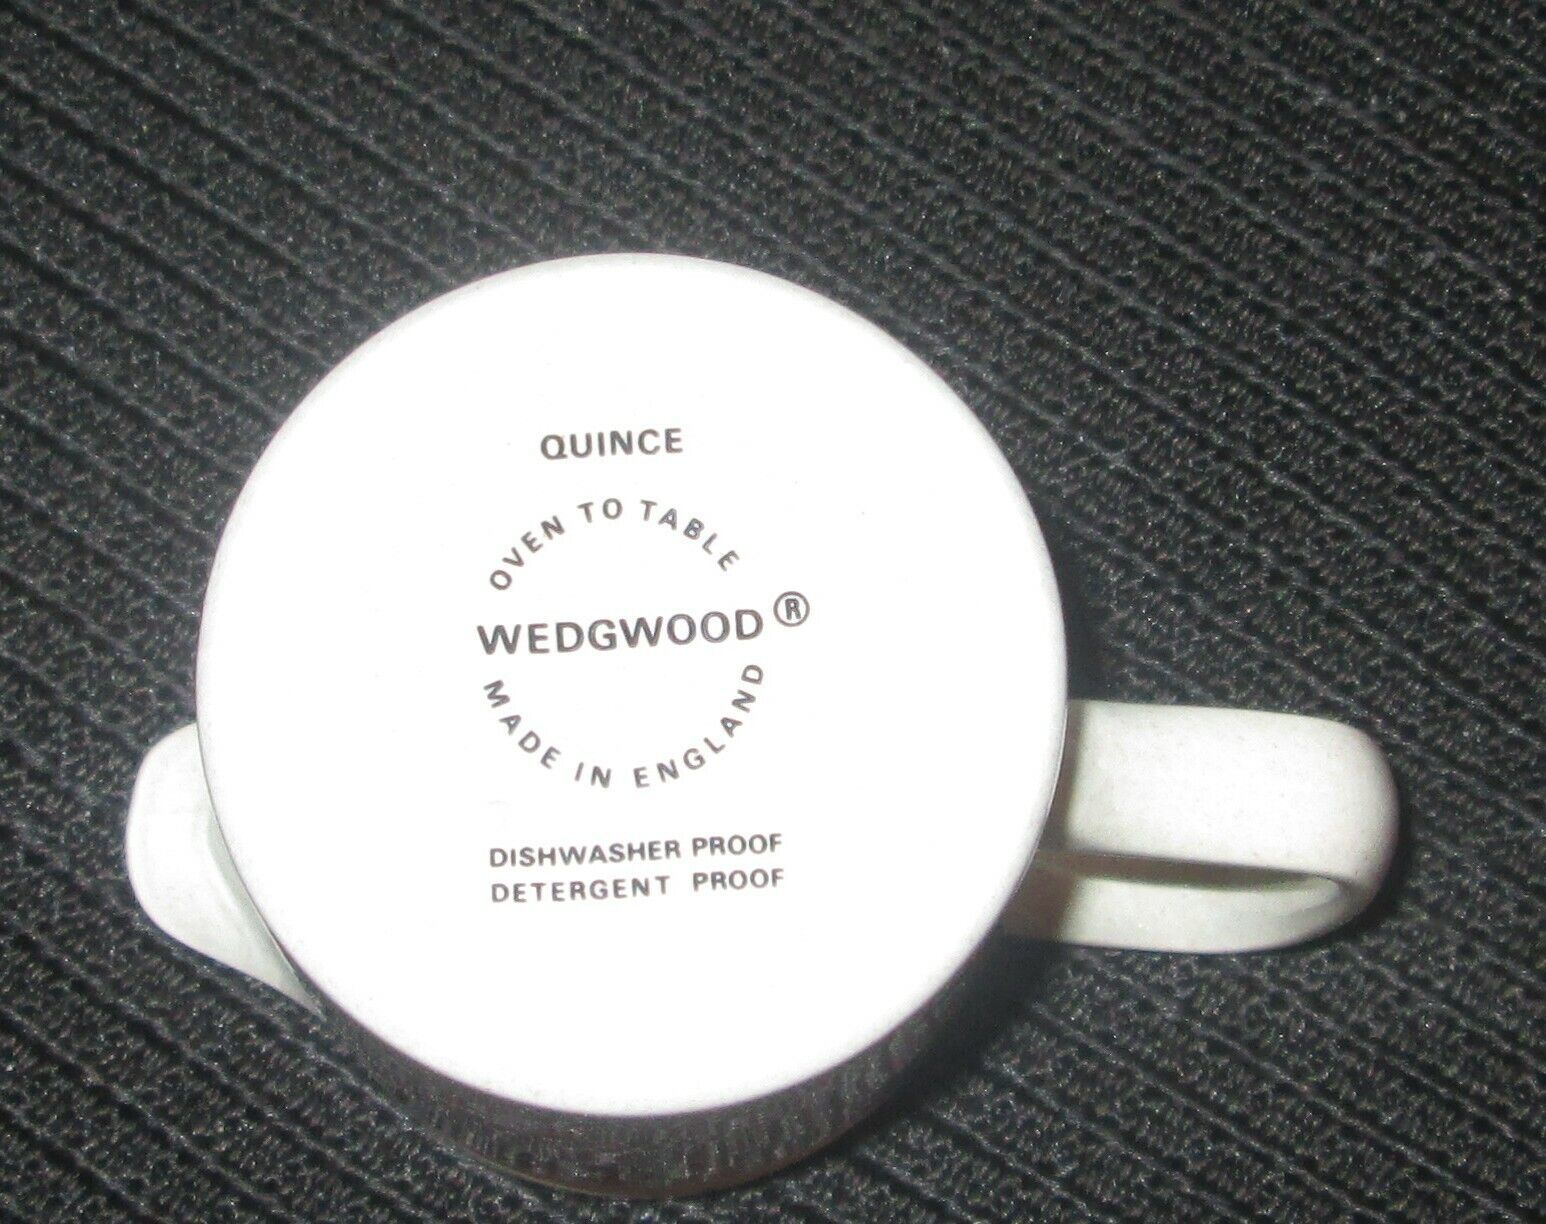 QUINCE
OVEN TO TABLE
WEDGWOOD®
MADE IN ENGLAND
DISHWASHER PROOF
DETERGENT PROOF